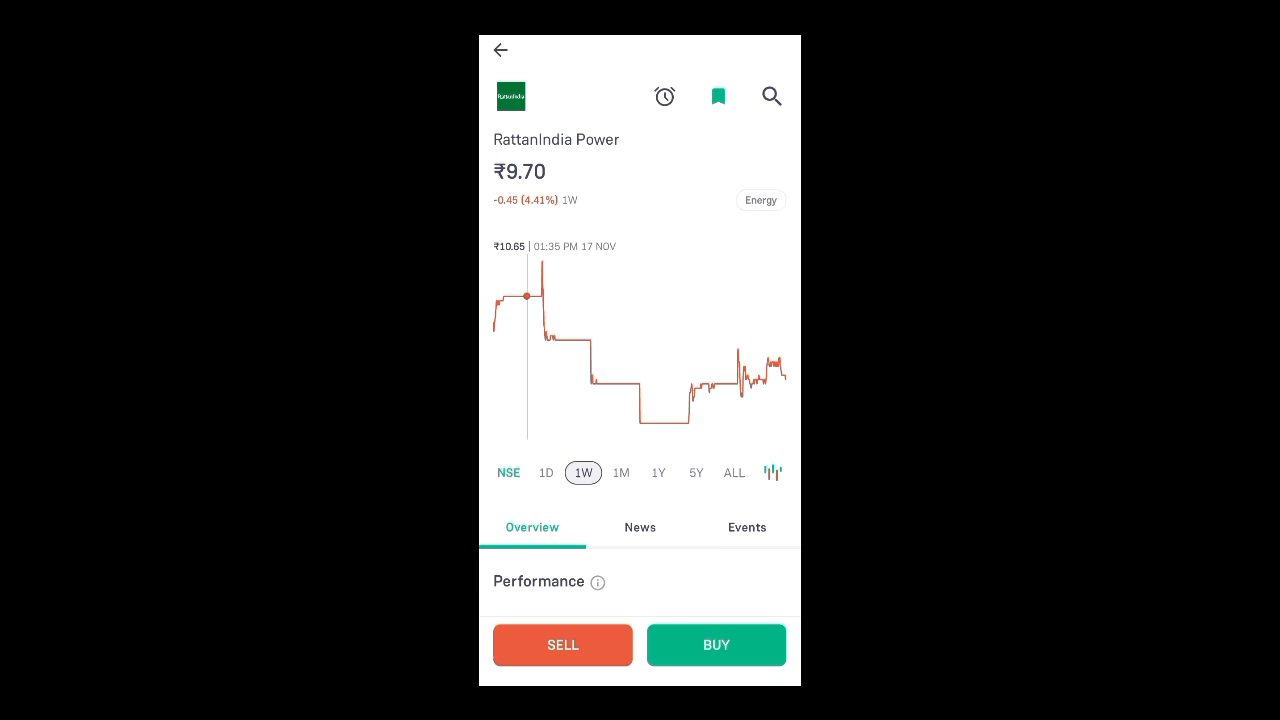 RattanIndia
RattanIndia Power
₹9.70
-0.45 (4.41%) 1W
Energy
₹10.65 | 01:35 PM 17 NOV
NSE 1D 1W 1M 1Y 5Y ALL
Overview News Events
Performance
SELL BUY